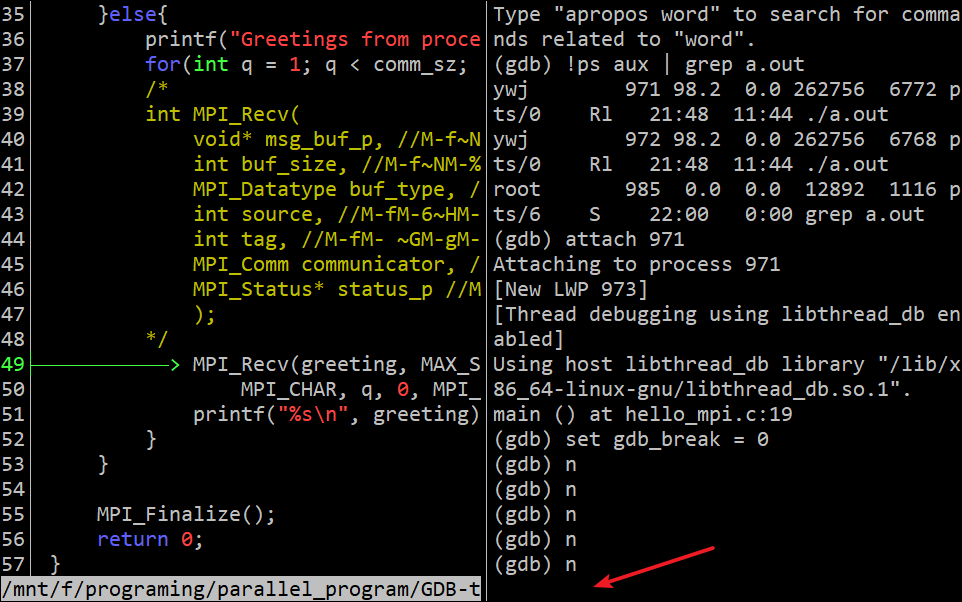 35     }else{
36         printf("Greetings from proce
37         for(int q = 1; q < comm_sz;
38         /*
39         int MPI_Recv(
40             void* msg_buf_p, //M-f~N
41             int buf_size, //M-f~NM-%
42             MPI_Datatype buf_type, /
43             int source, //M-fM-6~HM-
44             int tag, //M-fM- ~GM-gM-
45             MPI_Comm communicator, /
46             MPI_Status* status_p //M
47             );
48         */
49             MPI_Recv(greeting, MAX_S
50                 MPI_CHAR, q, 0, MPI_
51             printf("%s\n", greeting)
52         }
53     }
54
55     MPI_Finalize();
56     return 0;
57 }
/mnt/f/programing/parallel_program/GDB-t
Type "apropos word" to search for comma
nds related to "word".
(gdb) !ps aux | grep a.out
ywj        971 98.2  0.0 262756  6772 p
ts/0    Rl   21:48  11:44 ./a.out
ywj        972 98.2  0.0 262756  6768 p
ts/0    Rl   21:48  11:44 ./a.out
root       985  0.0  0.0  12892  1116 p
ts/6    S    22:00   0:00 grep a.out
(gdb) attach 971
Attaching to process 971
[New LWP 973]
[Thread debugging using libthread_db en
abled]
Using host libthread_db library "/lib/x
86_64-linux-gnu/libthread_db.so.1".
main () at hello_mpi.c:19
(gdb) set gdb_break = 0
(gdb) n
(gdb) n
(gdb) n
(gdb) n
(gdb) n